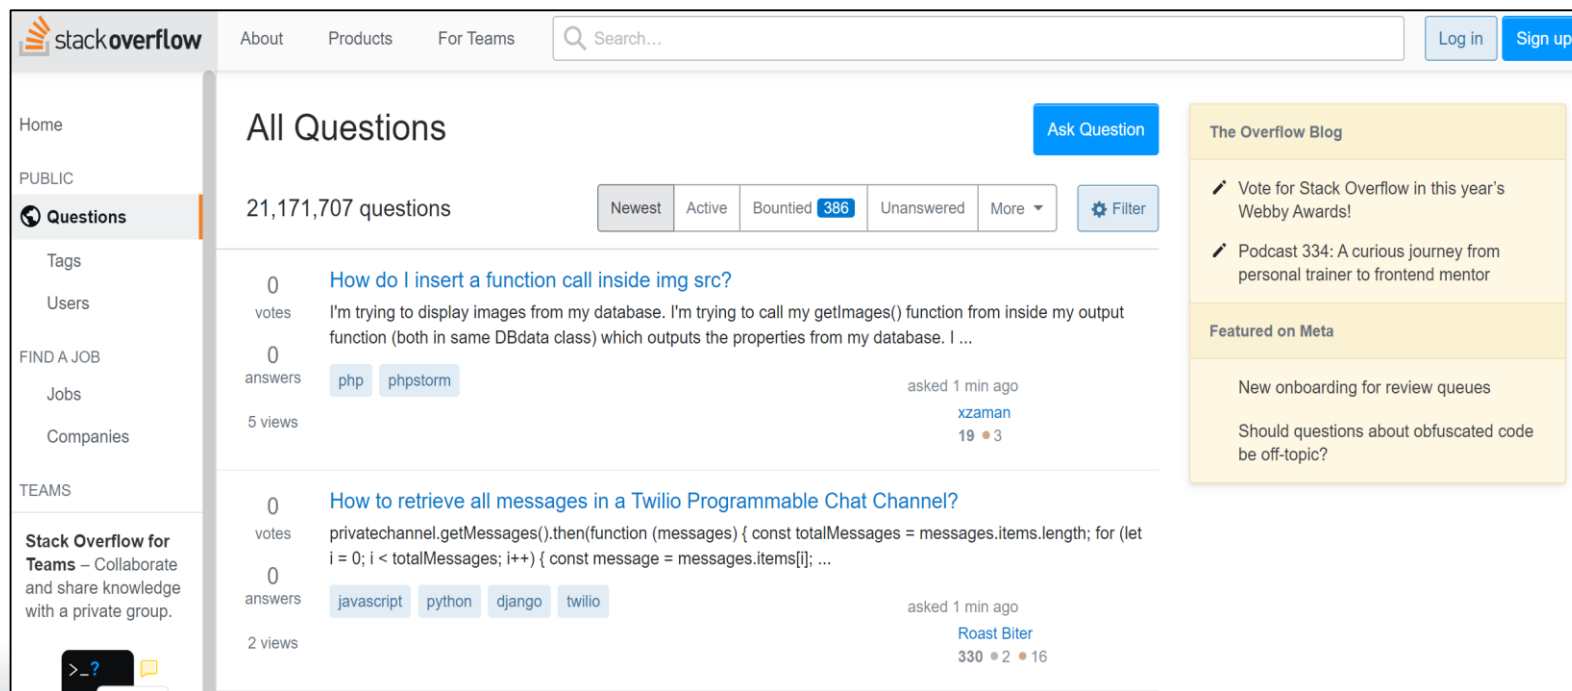 stack overflow
About Products For Teams
Search...
Log in Sign up
Home
PUBLIC
Questions
Tags
Users
FIND A JOB
Jobs
Companies
TEAMS
Stack Overflow for
Teams – Collaborate
and share knowledge
with a private group.
>_?
All Questions
Ask Question
21,171,707 questions
Newest Active Bountied 386 Unanswered More Filter
0
votes
0
answers
5 views
How do I insert a function call inside img src?
I'm trying to display images from my database. I'm trying to call my getImages() function from inside my output
function (both in same DBdata class) which outputs the properties from my database. I ...
php phpstorm
asked 1 min ago
xzaman
19 ● 3
0
votes
0
answers
2 views
How to retrieve all messages in a Twilio Programmable Chat Channel?
privatechannel.getMessages().then(function (messages) { const totalMessages = messages.items.length; for (let
i = 0; i < totalMessages; i++) { const message = messages.items[i]; ...
javascript python django twilio
asked 1 min ago
Roast Biter
330 ● 2 ● 16
The Overflow Blog
Vote for Stack Overflow in this year's
Webby Awards!
Podcast 334: A curious journey from
personal trainer to frontend mentor
Featured on Meta
New onboarding for review queues
Should questions about obfuscated code
be off-topic?